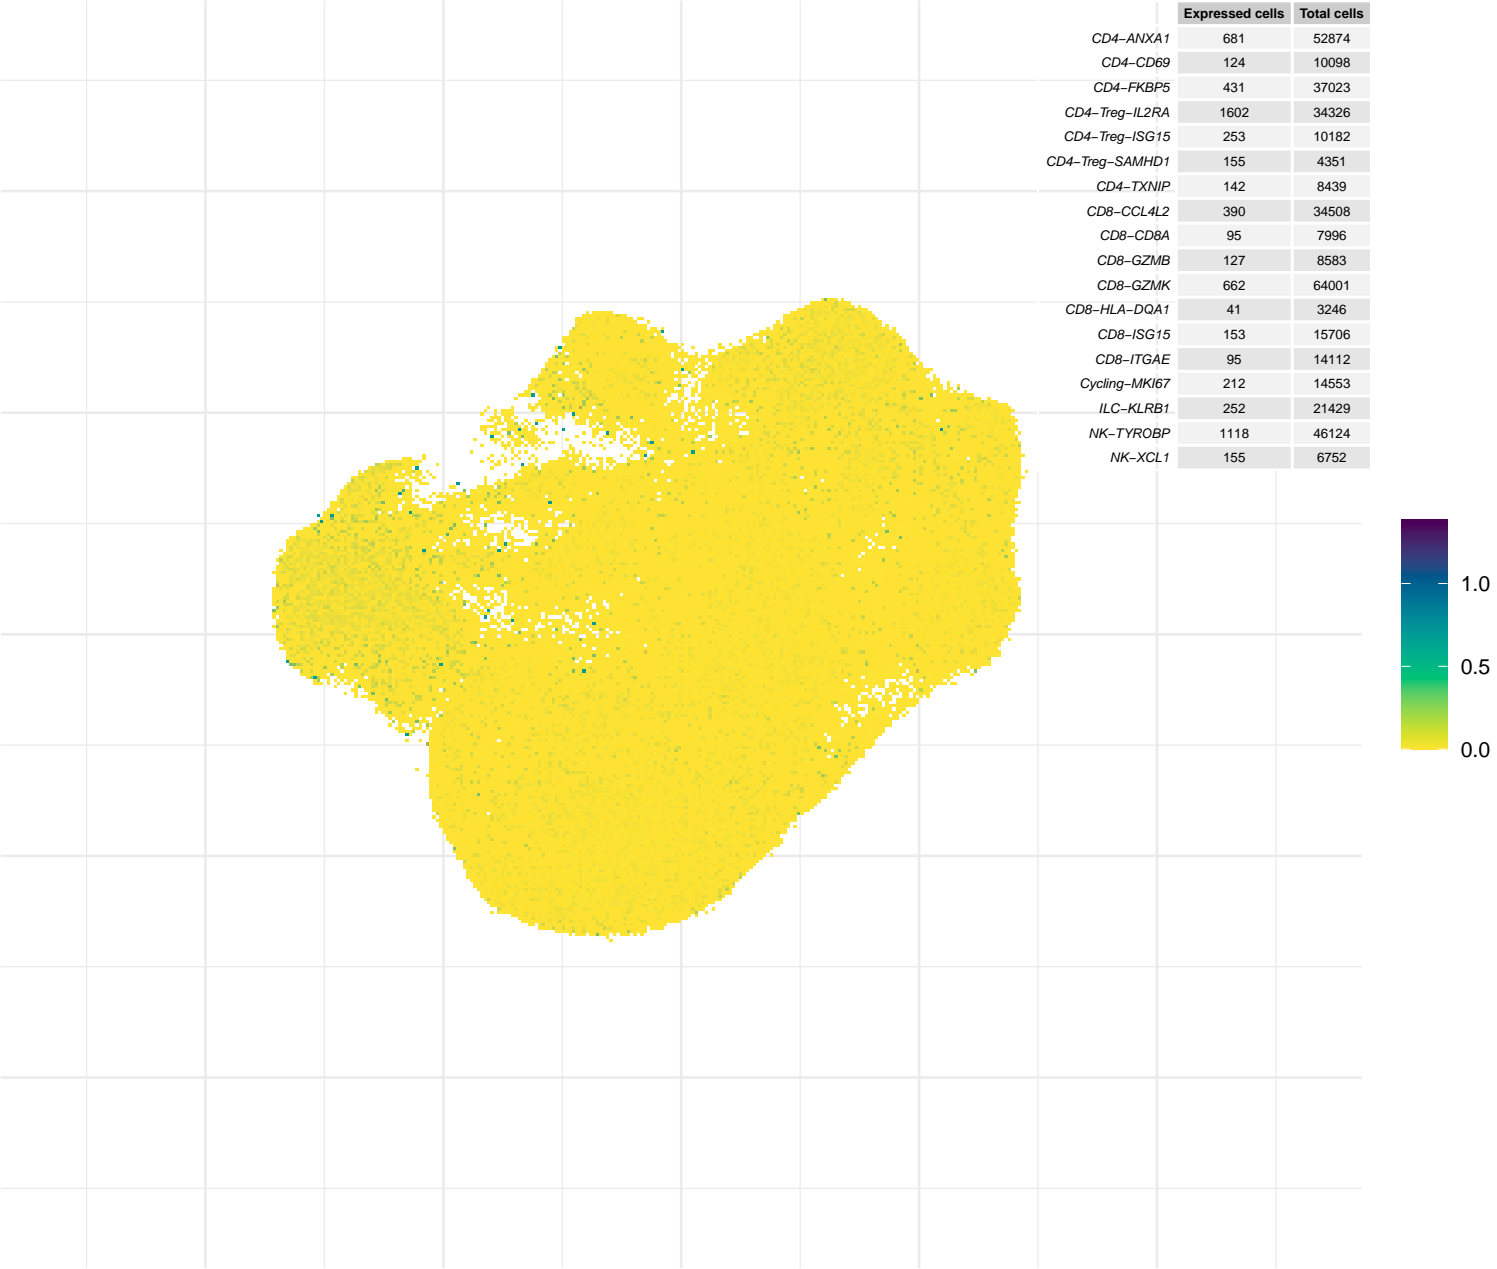 Expressed cells Total cells
CD4−ANXA1 681 52874
CD4−CD69 124 10098
CD4−FKBP5 431 37023
CD4−Treg−IL2RA 1602 34326
CD4−Treg−ISG15 253 10182
CD4−Treg−SAMHD1 155 4351
CD4−TXNIP 142 8439
CD8−CCL4L2 390 34508
CD8−CD8A 95 7996
CD8−GZMB 127 8583
CD8−GZMK 662 64001
CD8−HLA−DQA1 41 3246
CD8−ISG15 153 15706
CD8−ITGAE 95 14112
Cycling−MKI67 212 14553
ILC−KLRB1 252 21429
NK−TYROBP 1118 46124
NK−XCL1 155 6752
1.0
0.5
0.0